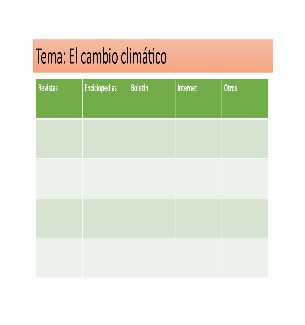 Tema: El cambio climático
Revistas Enciclopedias Boletín Internet Otros